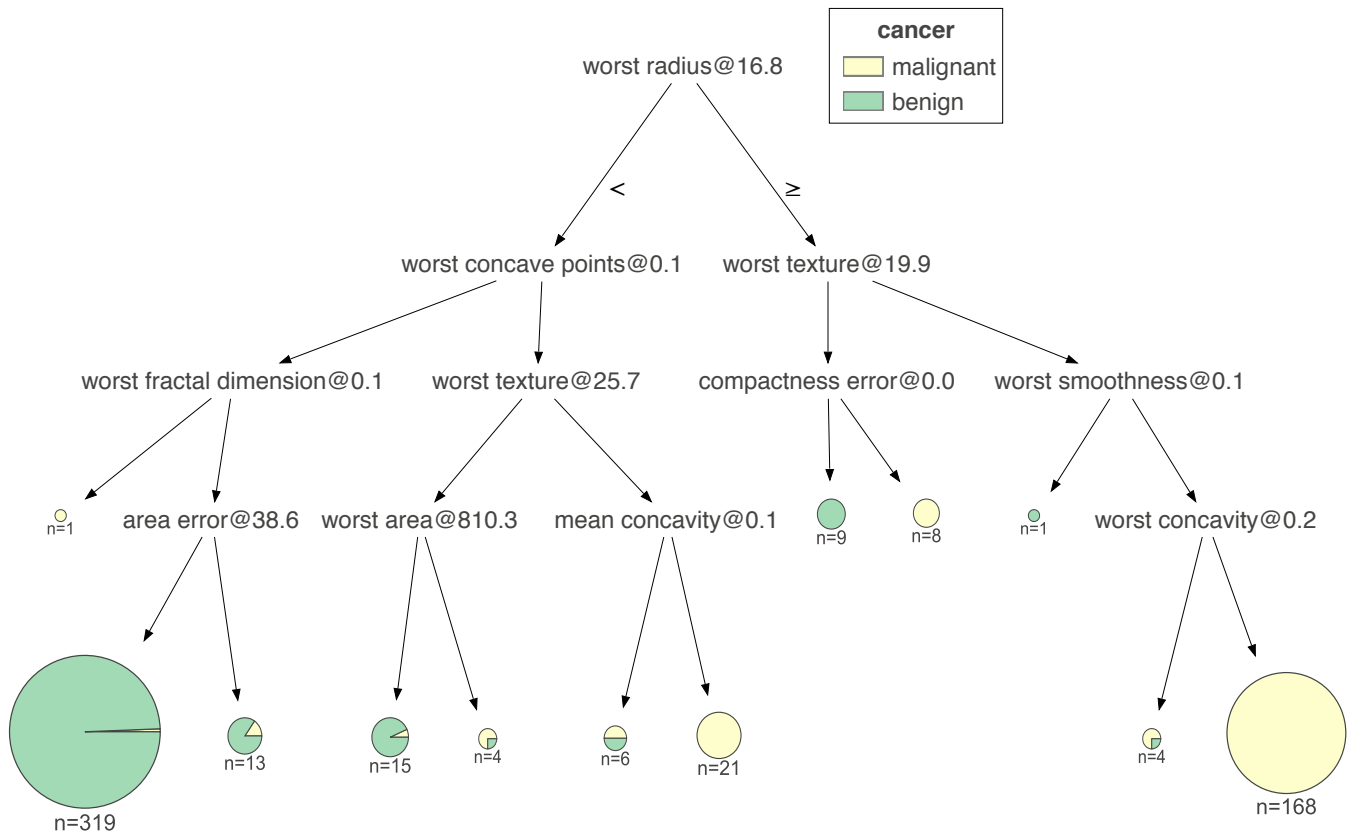 cancer
malignant
benign
worst radius@16.8
<
≥
worst concave points@0.1
worst texture@19.9
worst fractal dimension@0.1
worst texture@25.7
compactness error@0.0
worst smoothness@0.1
n=1
area error@38.6
worst area@810.3
mean concavity@0.1
n=9
n=8
n=1
worst concavity@0.2
n=319
n=13
n=15
n=4
n=6
n=21
n=4
n=168